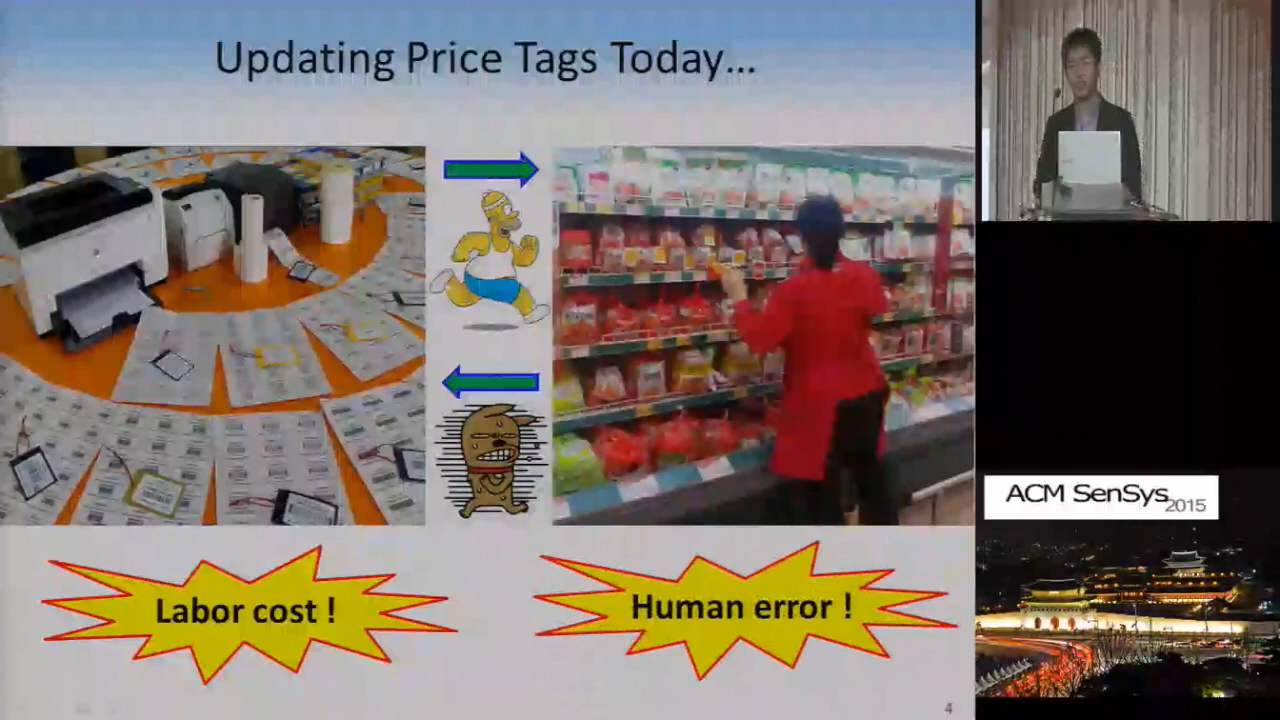 Updating Price Tags Today...
Labor cost !
Human error !
4
ACM SenSys
2015